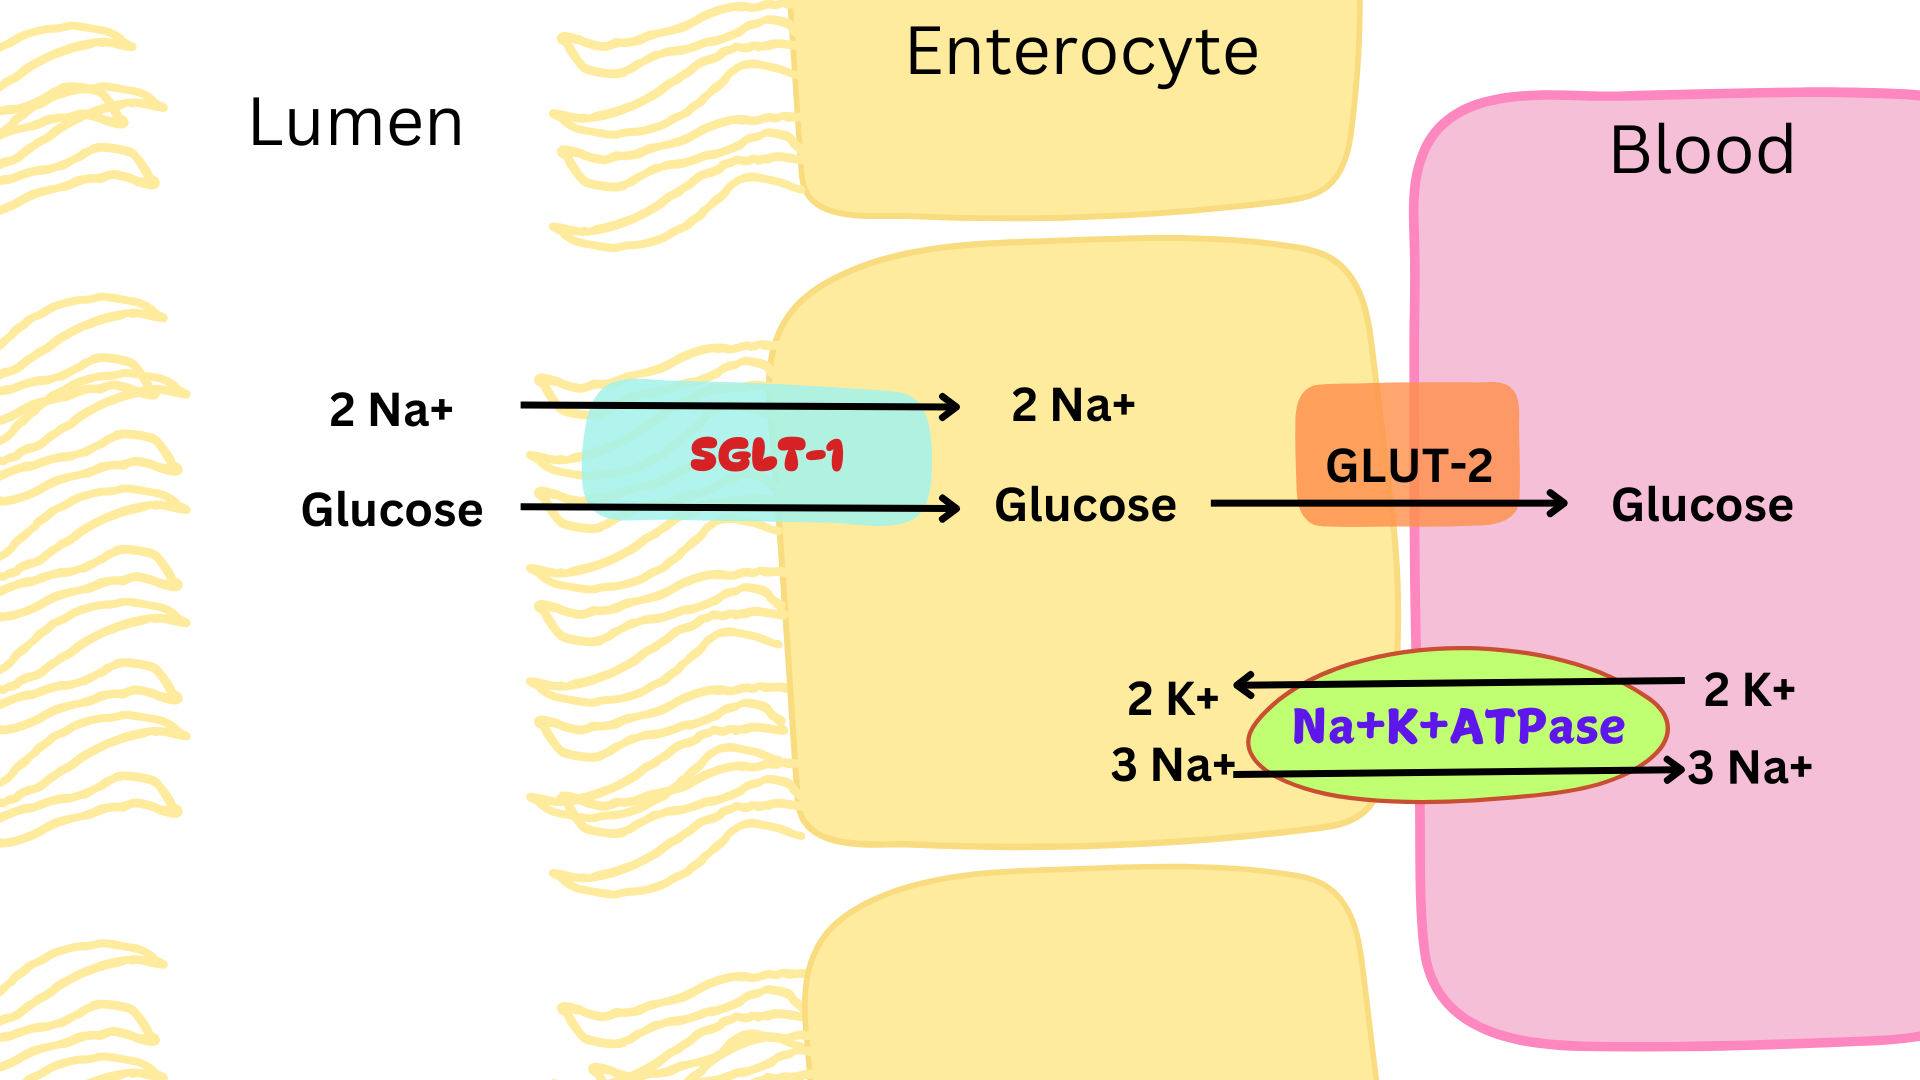 Enterocyte
Lumen
Blood
2 Na+
2 Na+
SGLT-1
GLUT-2
Glucose
Glucose
Glucose
2 K+
2 K+
Na+K+ATPase
3 Na+
3 Na+